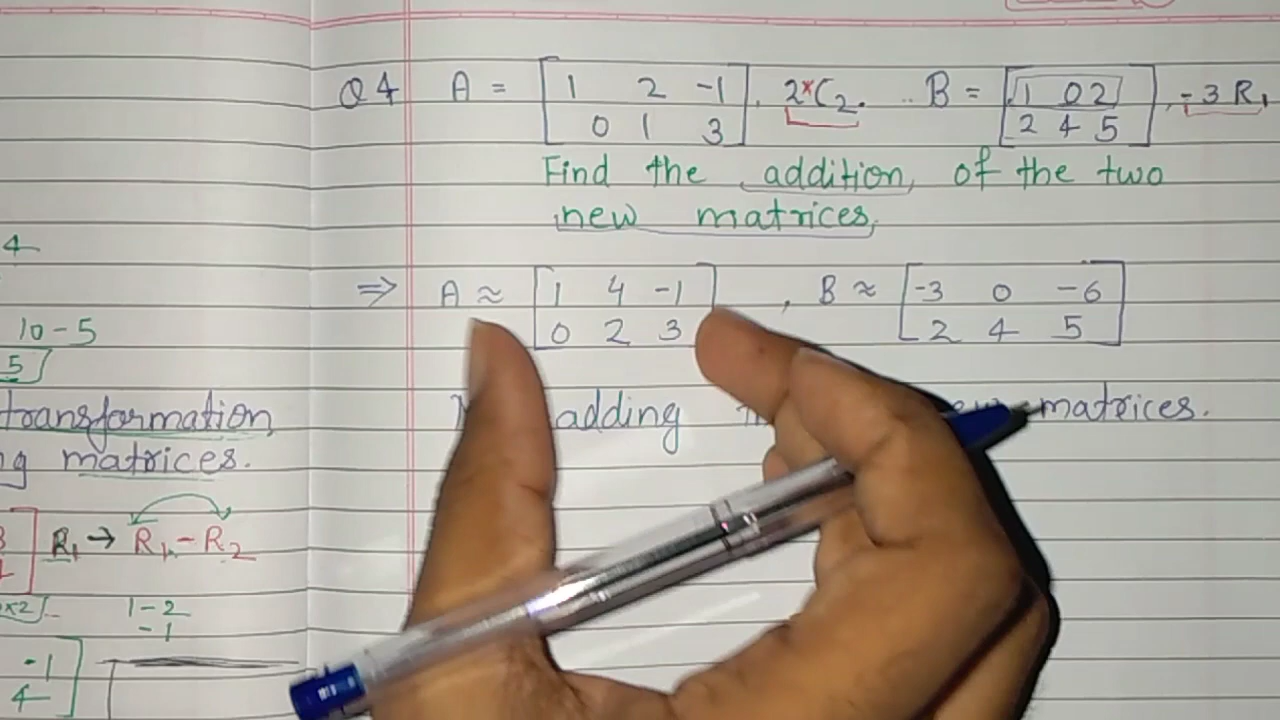 Q4 A = [ 1 2 -1 ], 2*C2. .. B = [ 1 0 2 ], -3 R1
0 1 3 2 4 5
Find the addition, of the two
new matrices,
⇒ A ≈ [ 1 4 -1 ], B ≈ [ -3 0 -6 ]
0 2 3 2 4 5
adding matrices.
4
10-5
5
transformation
matrices.
R1 → R1-R2
1-2
-1
-1
4